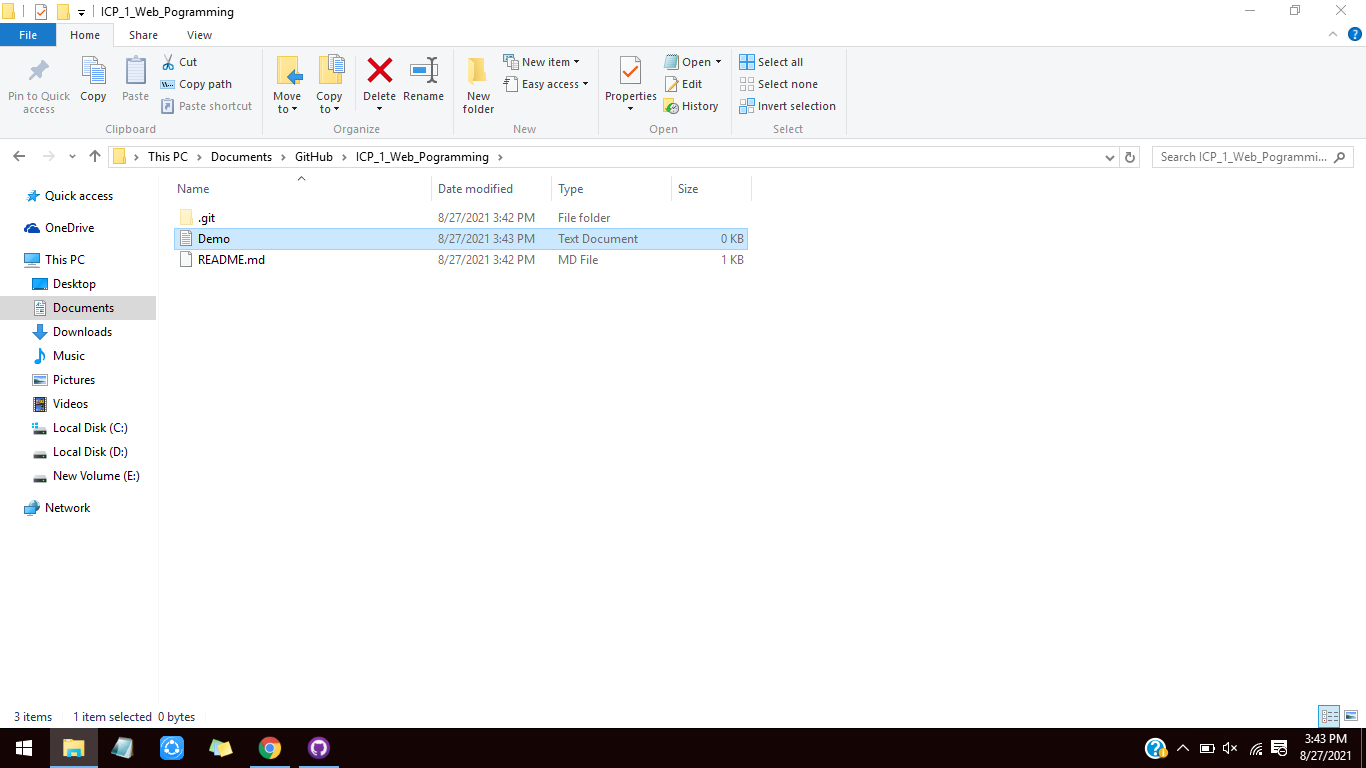 ICP_1_Web_Pogramming
File Home Share View
Pin to Quick access
Copy
Paste
Cut
Copy path
Paste shortcut
Clipboard
Move to
Copy to
Delete
Rename
Organize
New folder
New item
Easy access
New
Properties
Open
Edit
History
Open
Select all
Select none
Invert selection
Select
This PC Documents GitHub ICP_1_Web_Pogramming
Search ICP_1_Web_Pogrammi...
Quick access
OneDrive
This PC
Desktop
Documents
Downloads
Music
Pictures
Videos
Local Disk (C:)
Local Disk (D:)
New Volume (E:)
Network
Name Date modified Type Size
.git 8/27/2021 3:42 PM File folder
Demo 8/27/2021 3:43 PM Text Document 0 KB
README.md 8/27/2021 3:42 PM MD File 1 KB
3 items 1 item selected 0 bytes
3:43 PM
8/27/2021